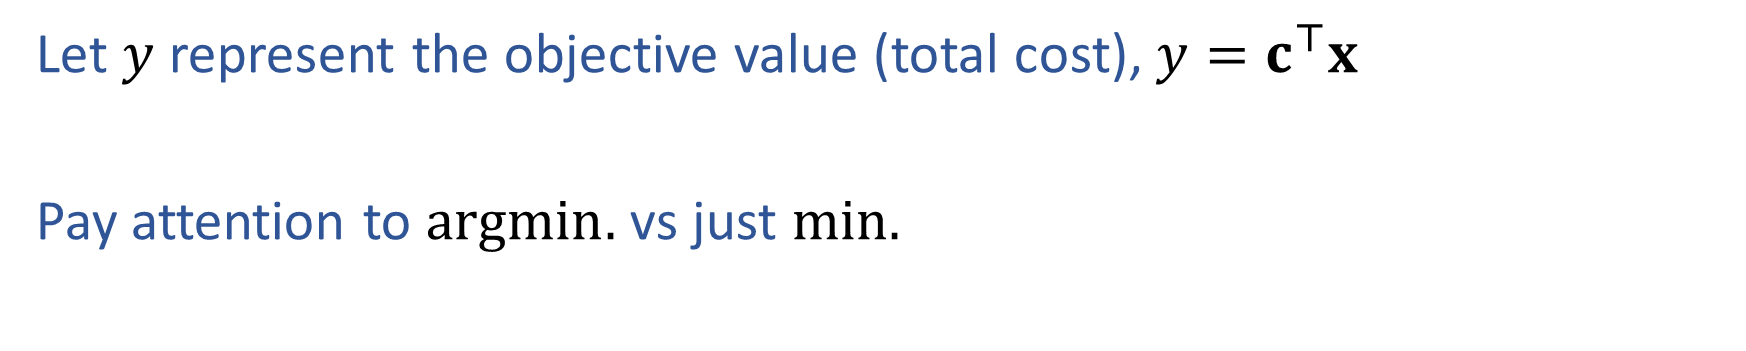 Let y represent the objective value (total cost), y = c⊤x
Pay attention to argmin. vs just min.